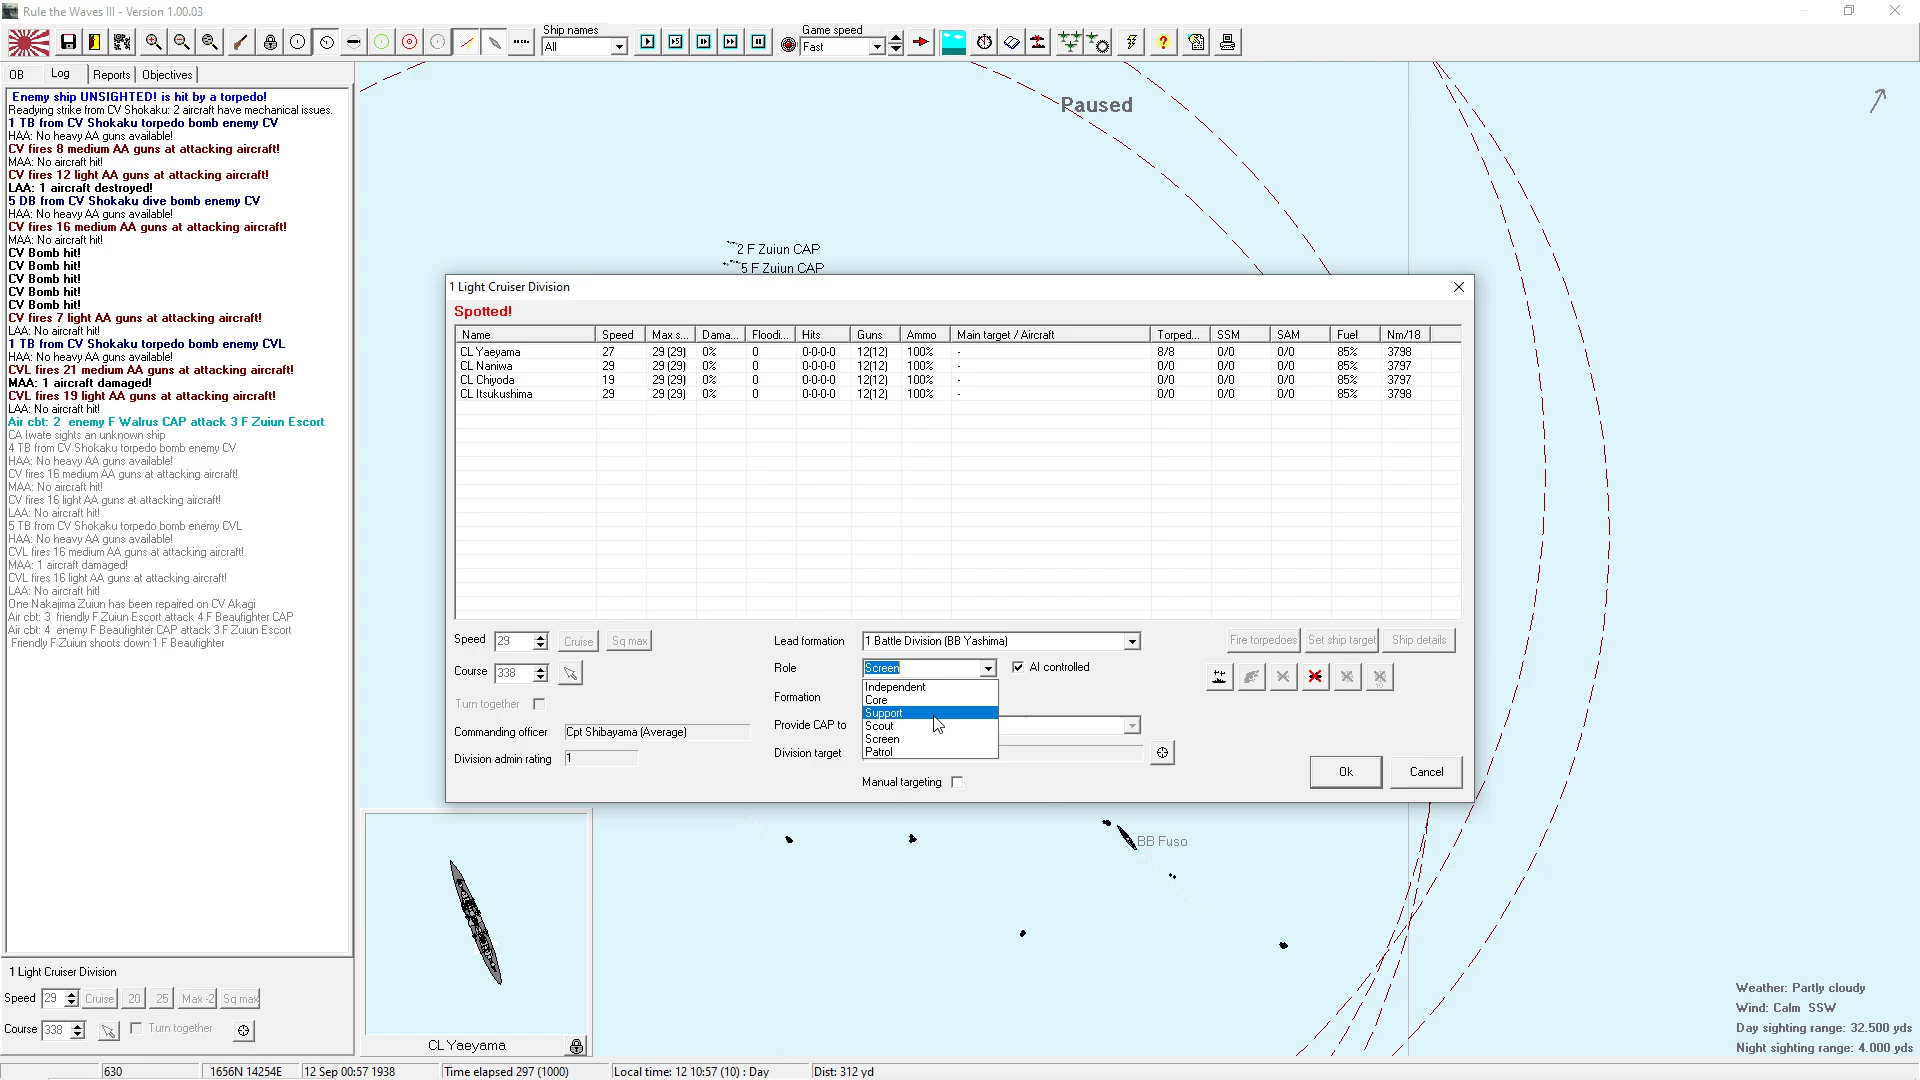 Rule the Waves III - Version 1.00.03
Ship names
All
Game speed
Fast
OB
Log
Reports
Objectives
Enemy ship UNSIGHTED! is hit by a torpedo!
Readying strike from CV Shokaku: 2 aircraft have mechanical issues.
1 TB from CV Shokaku torpedo bomb enemy CV
HAA: No heavy AA guns available!
CV fires 8 medium AA guns at attacking aircraft!
MAA: No aircraft hit!
CV fires 12 light AA guns at attacking aircraft!
LAA: 1 aircraft destroyed!
5 DB from CV Shokaku dive bomb enemy CV
HAA: No heavy AA guns available!
CV fires 16 medium AA guns at attacking aircraft!
MAA: No aircraft hit!
CV Bomb hit!
CV Bomb hit!
CV Bomb hit!
CV Bomb hit!
CV Bomb hit!
CV fires 7 light AA guns at attacking aircraft!
LAA: No aircraft hit!
1 TB from CV Shokaku torpedo bomb enemy CVL
HAA: No heavy AA guns available!
CVL fires 21 medium AA guns at attacking aircraft!
MAA: 1 aircraft damaged!
CVL fires 19 light AA guns at attacking aircraft!
LAA: No aircraft hit!
Air cbt: 2 enemy F Walrus CAP attack 3 F Zuiun Escort
CA Iwate sights an unknown ship
4 TB from CV Shokaku torpedo bomb enemy CV
HAA: No heavy AA guns available!
CV fires 16 medium AA guns at attacking aircraft!
MAA: No aircraft hit!
CV fires 16 light AA guns at attacking aircraft!
LAA: No aircraft hit!
5 TB from CV Shokaku torpedo bomb enemy CVL
HAA: No heavy AA guns available!
CVL fires 16 medium AA guns at attacking aircraft!
MAA: 1 aircraft damaged!
CVL fires 16 light AA guns at attacking aircraft!
LAA: No aircraft hit!
One Nakajima Zuiun has been repaired on CV Akagi
Air cbt: 3 friendly F Zuiun Escort attack 4 F Beaufighter CAP
Air cbt: 4 enemy F Beaufighter CAP attack 3 F Zuiun Escort
Friendly F Zuiun shoots down 1 F Beaufighter
Paused
2 F Zuiun CAP
5 F Zuiun CAP
1 Light Cruiser Division
Spotted!
Name Speed Max s... Dama... Floodi... Hits Guns Ammo Main target / Aircraft Torped... SSM SAM Fuel Nm/18
CL Yaeyama 27 29 (29) 0% 0 0-0-0-0 12(12) 100% - 8/8 0/0 0/0 85% 3798
CL Naniwa 29 29 (29) 0% 0 0-0-0-0 12(12) 100% - 0/0 0/0 0/0 85% 3797
CL Chiyoda 19 29 (29) 0% 0 0-0-0-0 12(12) 100% - 0/0 0/0 0/0 85% 3797
CL Itsukushima 29 29 (29) 0% 0 0-0-0-0 12(12) 100% - 0/0 0/0 0/0 85% 3798
Speed 29 Cruise Sq max
Course 338
Turn together
Commanding officer Cpt Shibayama (Average)
Division admin rating 1
Lead formation 1 Battle Division (BB Yashima)
Role Screen AI controlled
Formation
Provide CAP to
Division target
Independent
Core
Support
Scout
Screen
Patrol
Manual targeting
Fire torpedoes Set ship target Ship details
Ok Cancel
BB Fuso
CL Yaeyama
1 Light Cruiser Division
Speed 29 Cruise 20 25 Max -2 Sq max
Course 338 Turn together
Weather: Partly cloudy
Wind: Calm SSW
Day sighting range: 32.500 yds
Night sighting range: 4.000 yds
630 1656N 14254E 12 Sep 00:57 1938 Time elapsed 297 (1000) Local time: 12 10:57 (10) : Day Dist: 312 yd